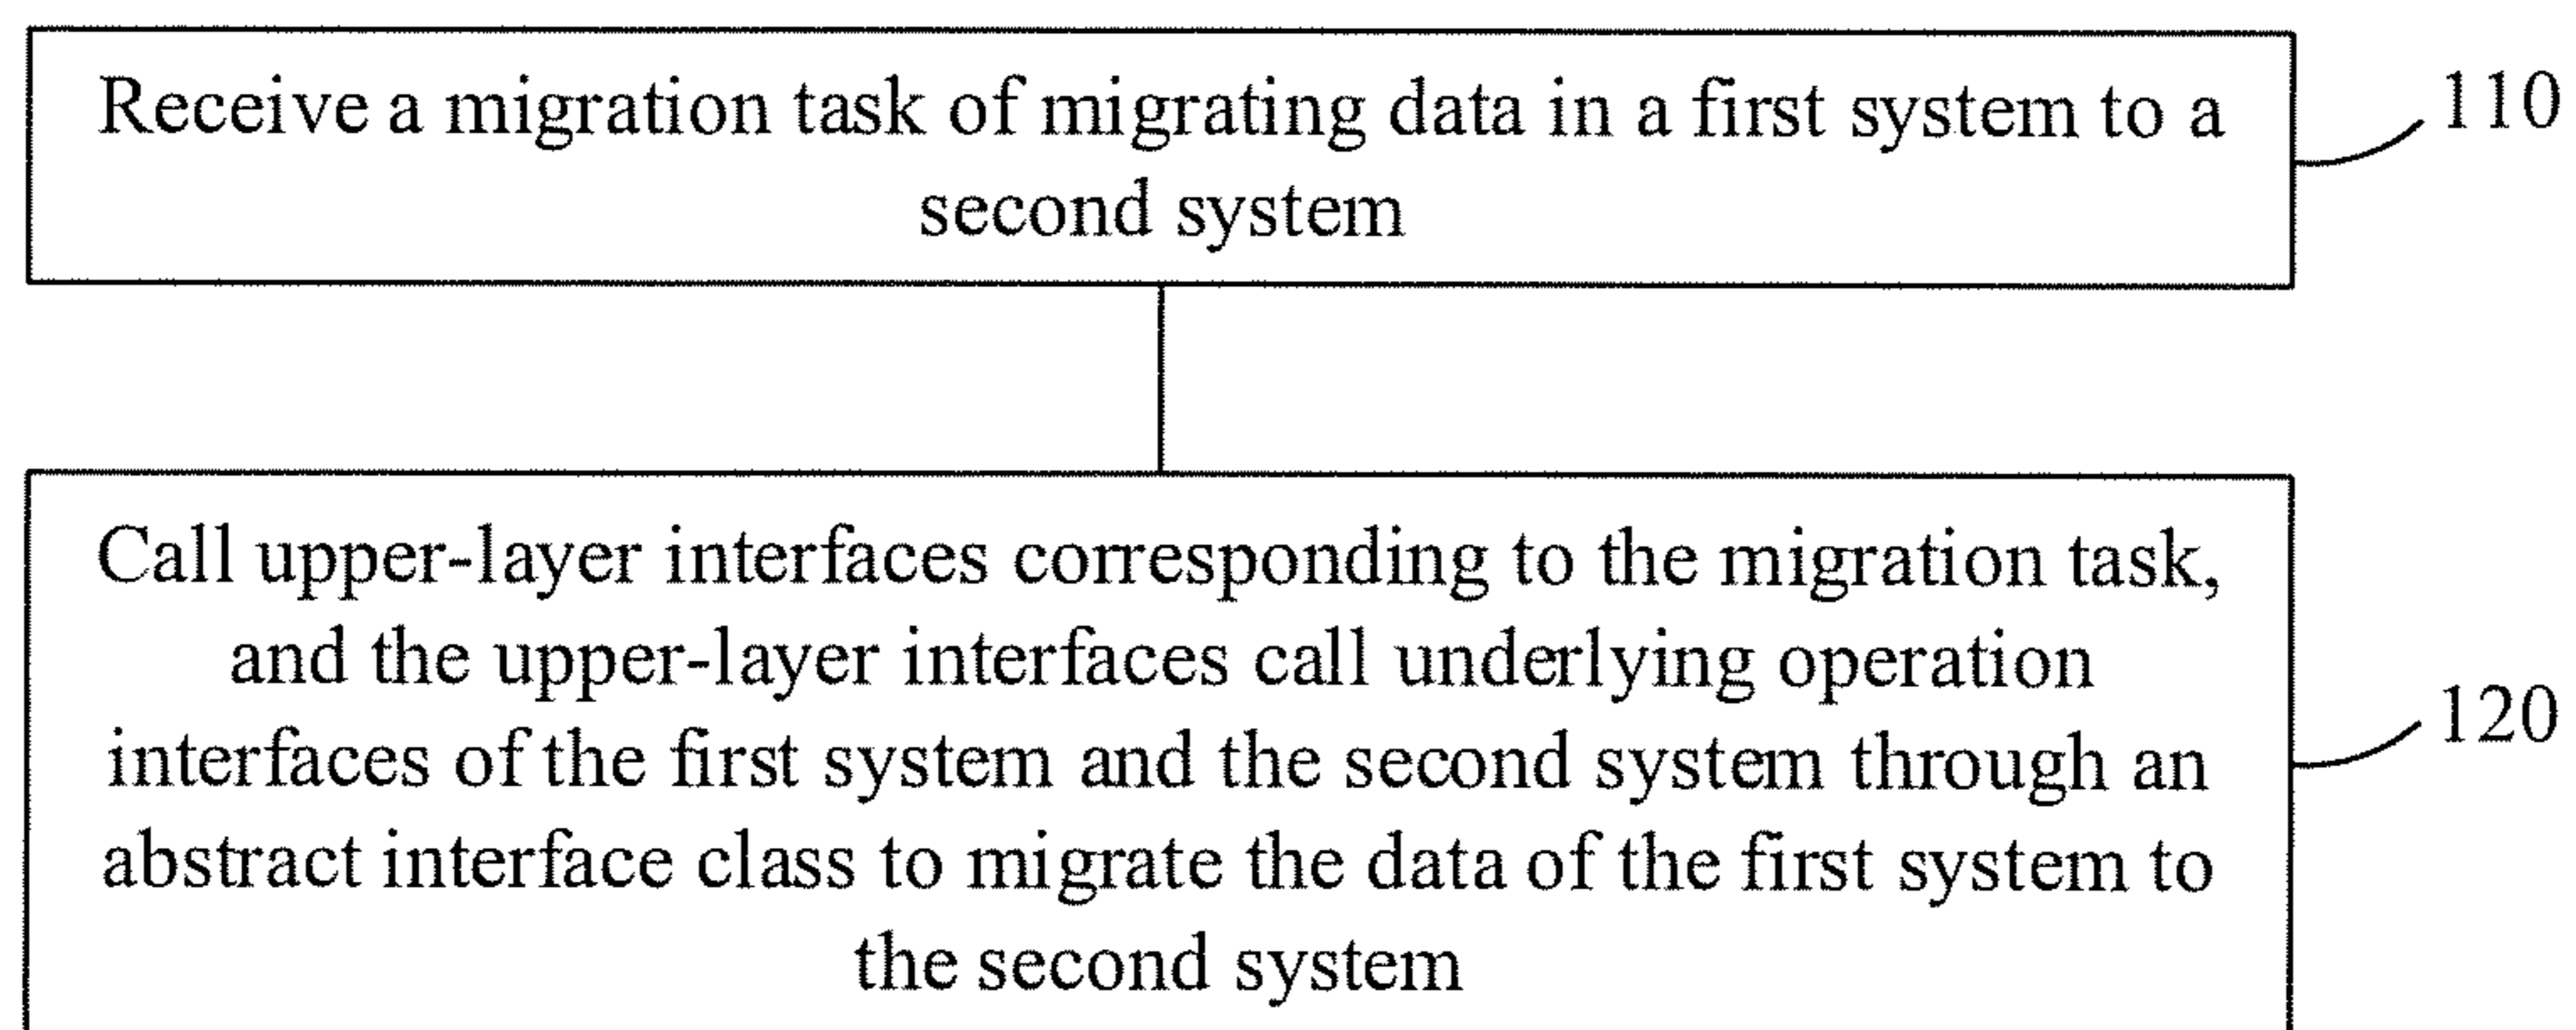 Receive a migration task of migrating data in a first system to a
second system
110
Call upper-layer interfaces corresponding to the migration task,
and the upper-layer interfaces call underlying operation
interfaces of the first system and the second system through an
abstract interface class to migrate the data of the first system to
the second system
120